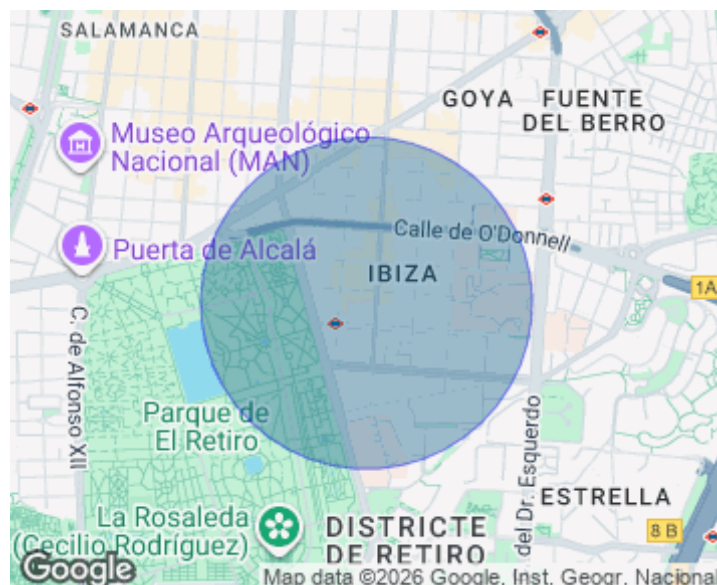 SALAMANCA
GOYA
FUENTE
DEL BERRO
Museo Arqueológico
Nacional (MAN)
Calle de O'Donnell
Puerta de Alcalá
IBIZA
1A
C. de Alfonso XII
Parque de
El Retiro
del Dr. Esquerdo
ESTRELLA
La Rosaleda
(Cecilio Rodríguez)
DISTRICTE
DE RETIRO
8 B
Google
Map data ©2026 Google, Inst. Geogr. Nacional